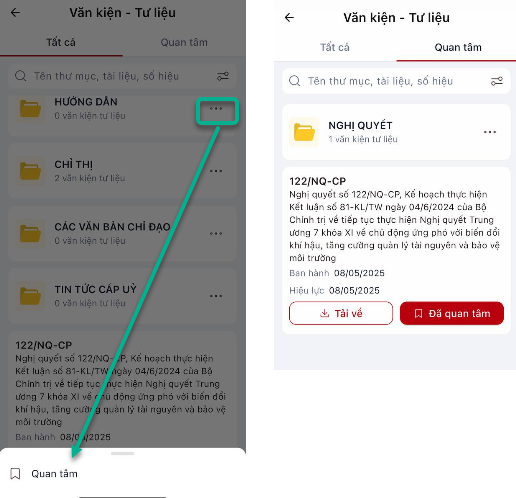 Văn kiện - Tư liệu
Tất cả
Quan tâm
Tên thư mục, tài liệu, số hiệu
HƯỚNG DẪN
0 văn kiện tư liệu
CHỈ THỊ
2 văn kiện tư liệu
CÁC VĂN BẢN CHỈ ĐẠO
0 văn kiện tư liệu
TIN TỨC CẤP UỶ
0 văn kiện tư liệu
122/NQ-CP
Nghị quyết số 122/NQ-CP, Kế hoạch thực hiện
Kết luận số 81-KL/TW ngày 04/6/2024 của Bộ
Chính trị về tiếp tục thực hiện Nghị quyết Trung
ương 7 khóa XI về chủ động ứng phó với biến đổi
khí hậu, tăng cường quản lý tài nguyên và bảo vệ
môi trường
Ban hành 08/05/2025
Quan tâm
Văn kiện - Tư liệu
Tất cả
Quan tâm
Tên thư mục, tài liệu, số hiệu
NGHỊ QUYẾT
1 văn kiện tư liệu
122/NQ-CP
Nghị quyết số 122/NQ-CP, Kế hoạch thực hiện
Kết luận số 81-KL/TW ngày 04/6/2024 của Bộ
Chính trị về tiếp tục thực hiện Nghị quyết Trung
ương 7 khóa XI về chủ động ứng phó với biến đổi
khí hậu, tăng cường quản lý tài nguyên và bảo vệ
môi trường
Ban hành 08/05/2025
Hiệu lực 08/05/2025
Tải về
Đã quan tâm